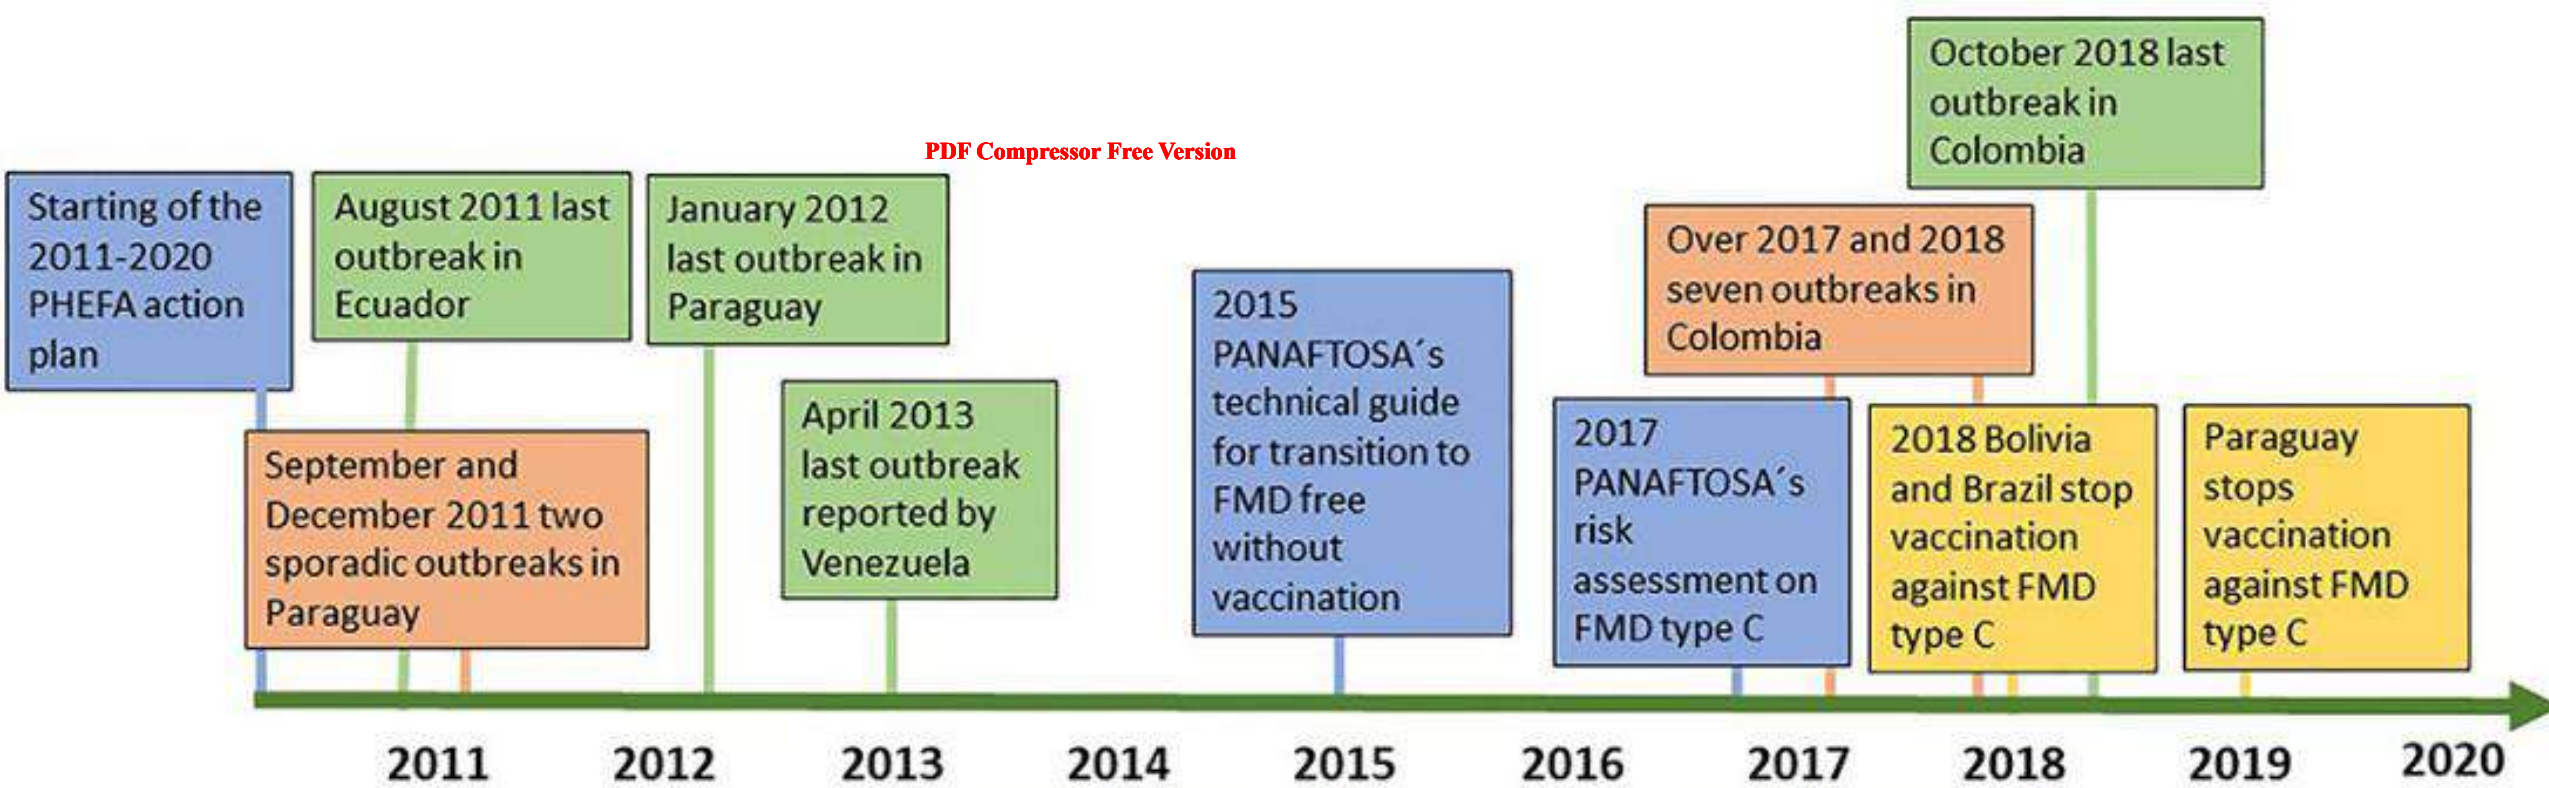 PDF Compressor Free Version
Starting of the
2011-2020
PHEFA action
plan
August 2011 last
outbreak in
Ecuador
September and
December 2011 two
sporadic outbreaks in
Paraguay
January 2012
last outbreak in
Paraguay
April 2013
last outbreak
reported by
Venezuela
2015
PANAFTOSA´s
technical guide
for transition to
FMD free
without
vaccination
2017
PANAFTOSA´s
risk
assessment on
FMD type C
Over 2017 and 2018
seven outbreaks in
Colombia
2018 Bolivia
and Brazil stop
vaccination
against FMD
type C
October 2018 last
outbreak in
Colombia
Paraguay
stops
vaccination
against FMD
type C
2011 2012 2013 2014 2015 2016 2017 2018 2019 2020